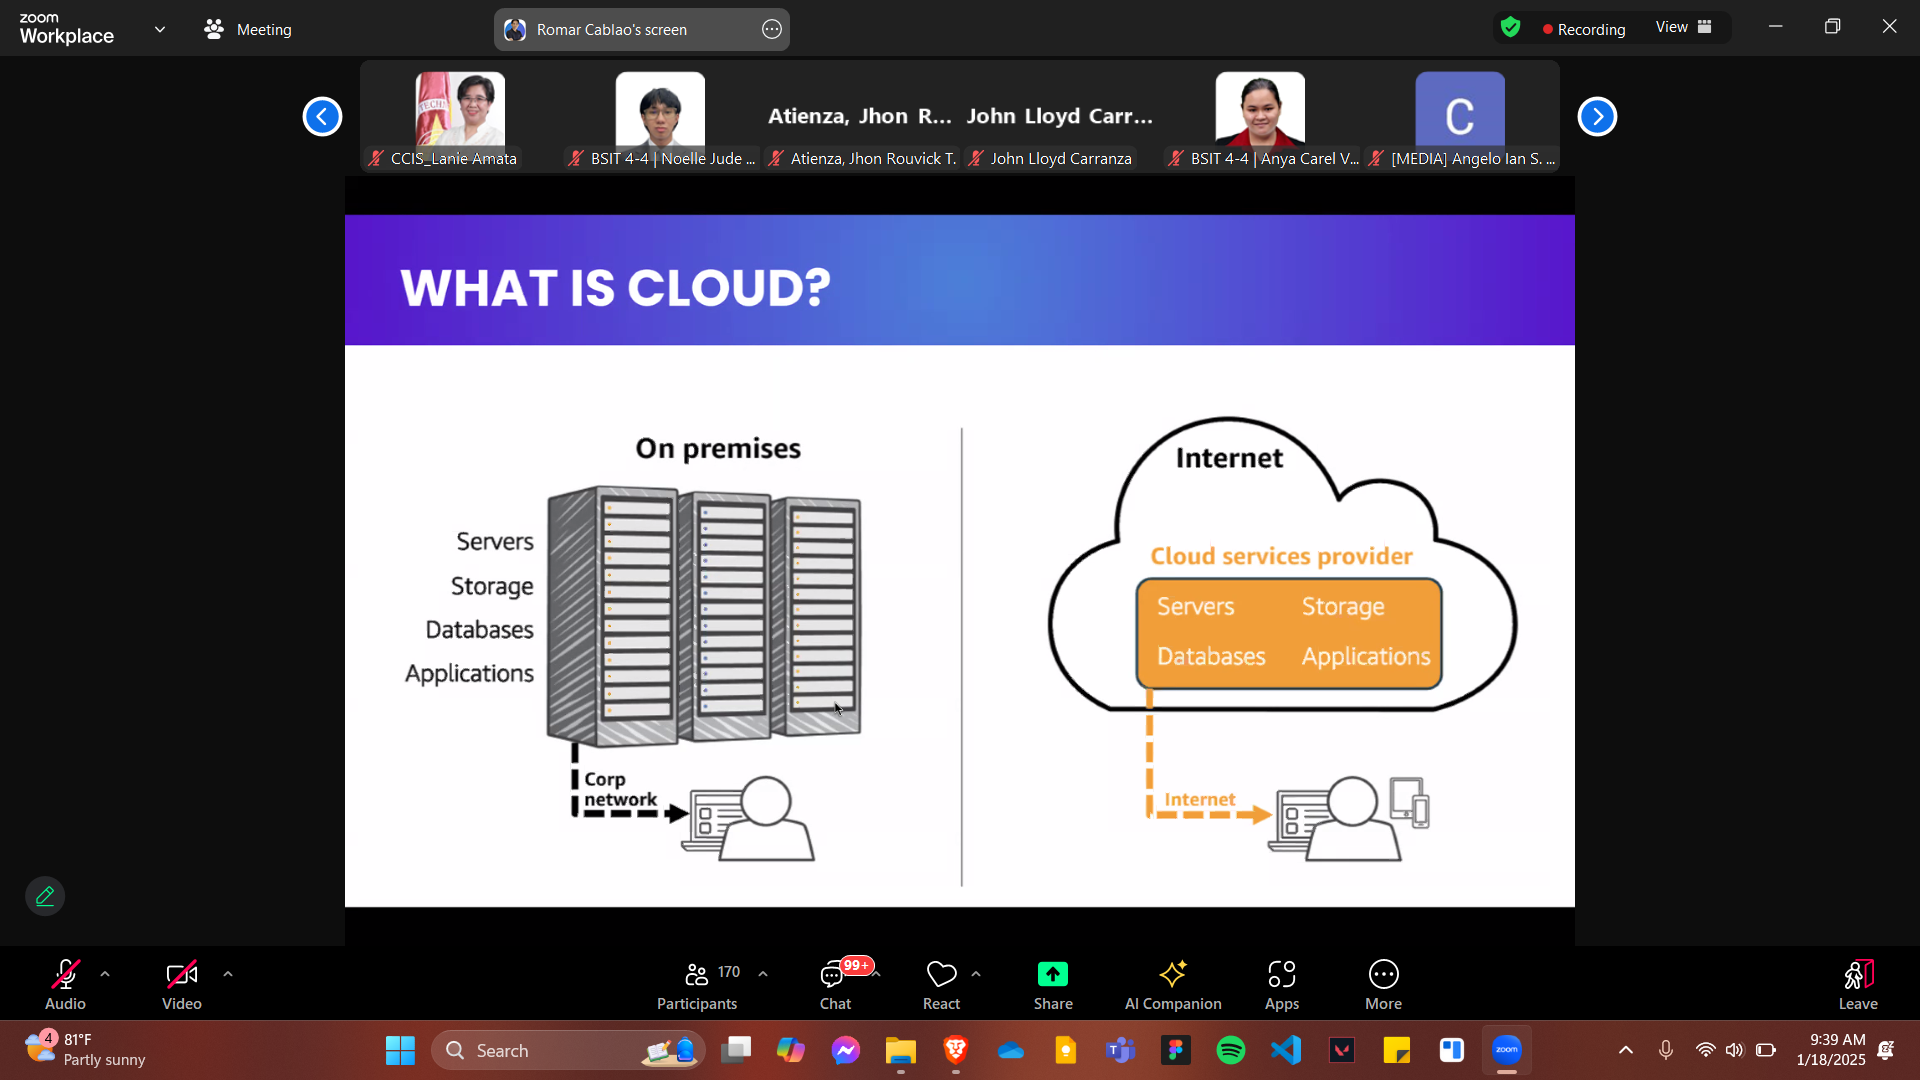 zoom
Workplace
Meeting
Romar Cablao's screen
Recording
View
TECH
Atienza, Jhon R...
John Lloyd Carr...
C
CCIS_Lanie Amata
BSIT 4-4 | Noelle Jude ...
Atienza, Jhon Rouvick T.
John Lloyd Carranza
BSIT 4-4 | Anya Carel V...
[MEDIA] Angelo Ian S. ...
WHAT IS CLOUD?
On premises
Servers
Storage
Databases
Applications
Corp
network
Internet
Cloud services provider
Servers Storage
Databases Applications
Internet
Audio
Video
170
Participants
99+
Chat
React
Share
AI Companion
Apps
More
Leave
4
81°F
Partly sunny
Search
zoom
9:39 AM
1/18/2025